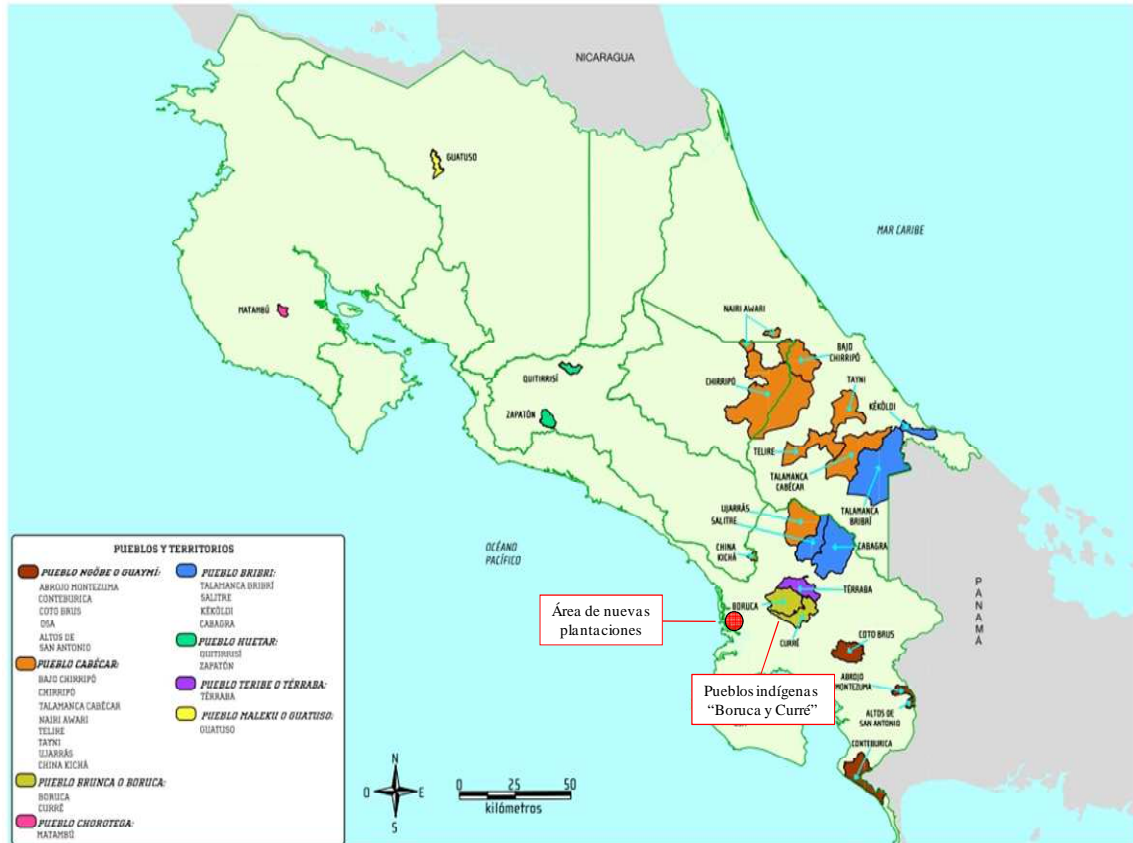 NICARAGUA
GUATUSO
MAR CARIBE
MATAMBÚ
NAIRI AWARI
BAJO
CHIRRIPÓ
QUITIRRISÍ
CHIRRIPÓ
TAYNI
KÉKÖLDI
ZAPATÓN
TELIRE
TALAMANCA
CABÉCAR
TALAMANCA
BRIBRÍ
UJARRÁS
SALITRE
OCÉANO
PACÍFICO
CHINA
KICHÁ
CABAGRA
TÉRRABA
PANAMÁ
Área de nuevas
plantaciones
BORUCA
CURRÉ
COTO BRUS
Pueblos indígenas
“Boruca y Curré”
ABROJO
MONTEZUMA
ALTOS DE
SAN ANTONIO
CONTEBURICA
PUEBLOS Y TERRITORIOS
PUEBLO NGÖBE O GUAYMÍ:
ABROJO MONTEZUMA
CONTEBURICA
COTO BRUS
OSA
ALTOS DE
SAN ANTONIO
PUEBLO CABÉCAR:
BAJO CHIRRIPÓ
CHIRRIPÓ
TALAMANCA CABÉCAR
NAIRI AWARI
TELIRE
TAYNI
UJARRÁS
CHINA KICHÁ
PUEBLO BRUNCA O BORUCA:
BORUCA
CURRÉ
PUEBLO CHOROTEGA:
MATAMBÚ
PUEBLO BRIBRI:
TALAMANCA BRIBRÍ
SALITRE
KÉKÖLDI
CABAGRA
PUEBLO HUETAR:
QUITIRRISÍ
ZAPATÓN
PUEBLO TERIBE O TÉRRABA:
TÉRRABA
PUEBLO MALEKU O GUATUSO:
GUATUSO
N
O
E
S
0 25 50
kilómetros